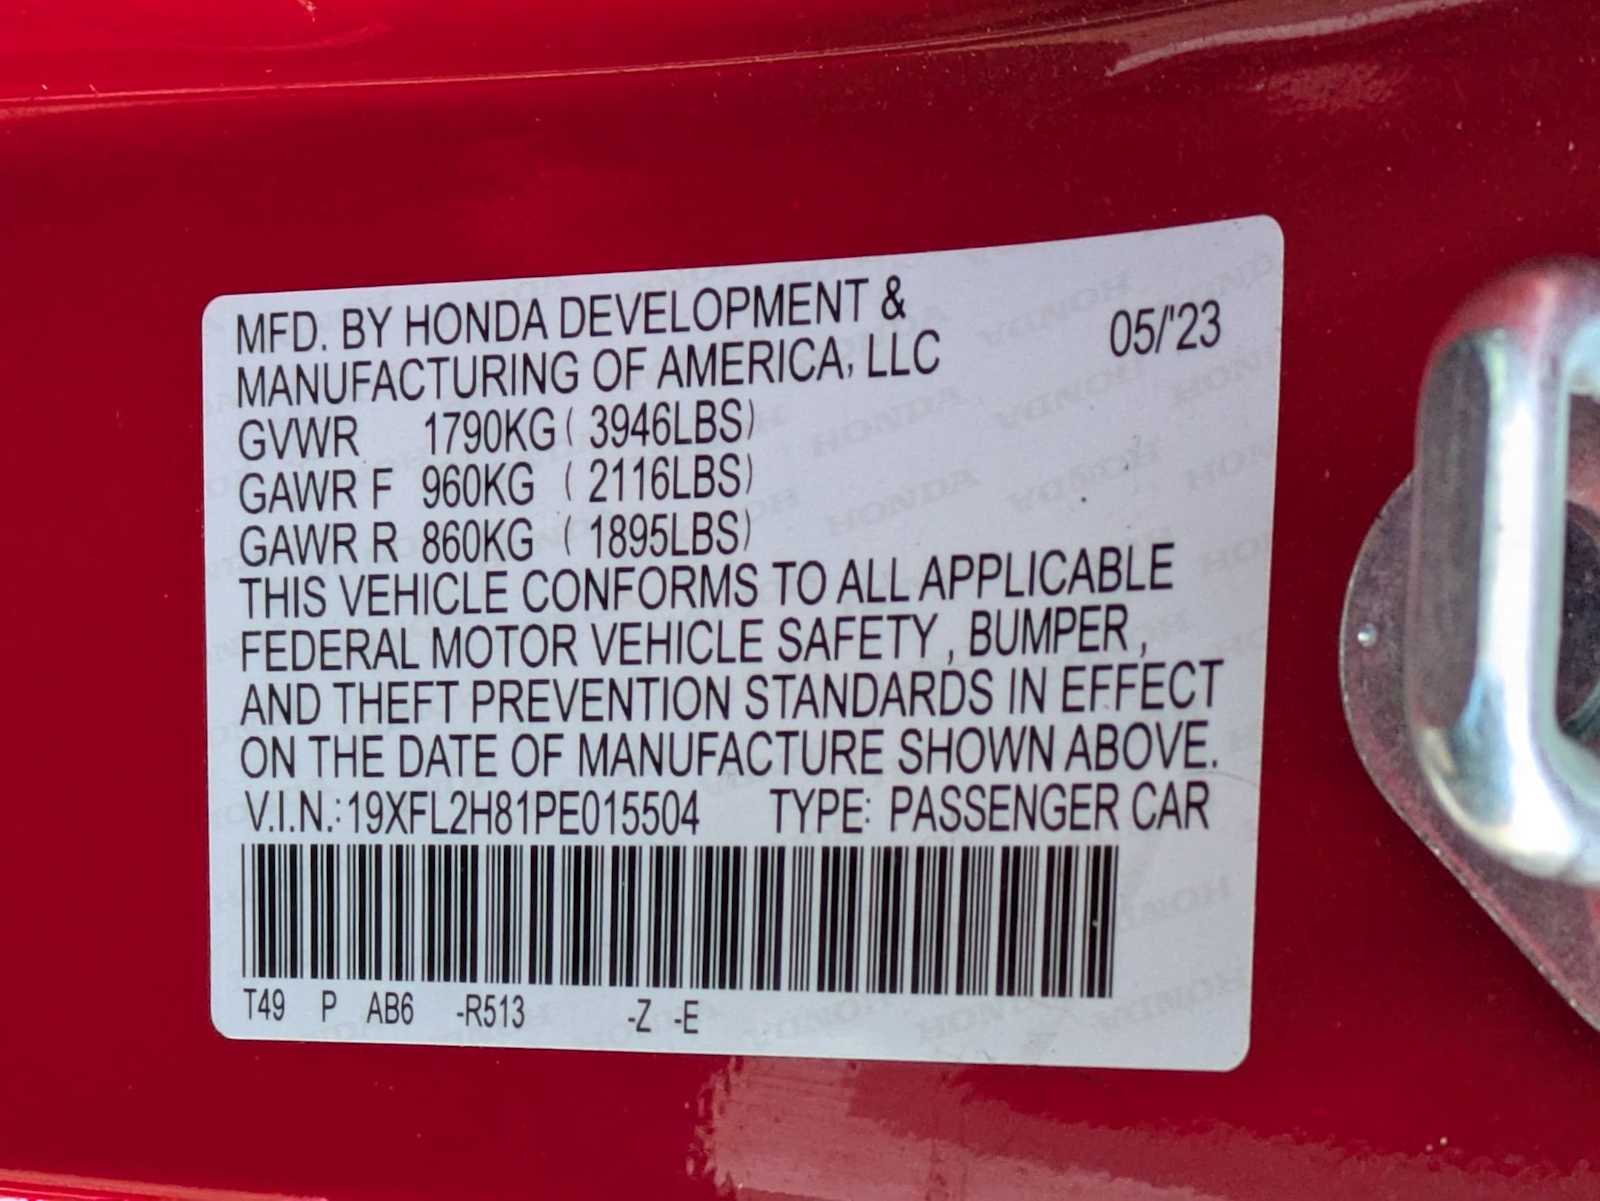 MFD. BY HONDA DEVELOPMENT &
MANUFACTURING OF AMERICA, LLC 05/'23
GVWR 1790KG ( 3946LBS)
GAWR F 960KG ( 2116LBS)
GAWR R 860KG ( 1895LBS)
THIS VEHICLE CONFORMS TO ALL APPLICABLE
FEDERAL MOTOR VEHICLE SAFETY , BUMPER ,
AND THEFT PREVENTION STANDARDS IN EFFECT
ON THE DATE OF MANUFACTURE SHOWN ABOVE.
V.I.N.:19XFL2H81PE015504 TYPE: PASSENGER CAR
T49 P AB6 -R513 -Z -E